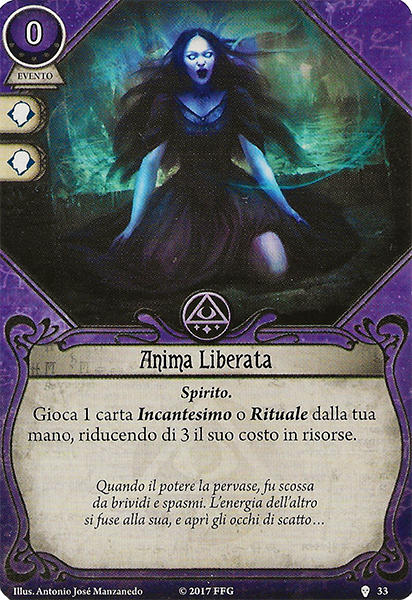 0
EVENTO
Anima Liberata
Spirito.
Gioca 1 carta Incantesimo o Rituale dalla tua
mano, riducendo di 3 il suo costo in risorse.
Quando il potere la pervase, fu scossa
da brividi e spasmi. L'energia dell'altro
si fuse alla sua, e aprì gli occhi di scatto…
Illus. Antonio José Manzanedo
© 2017 FFG
33